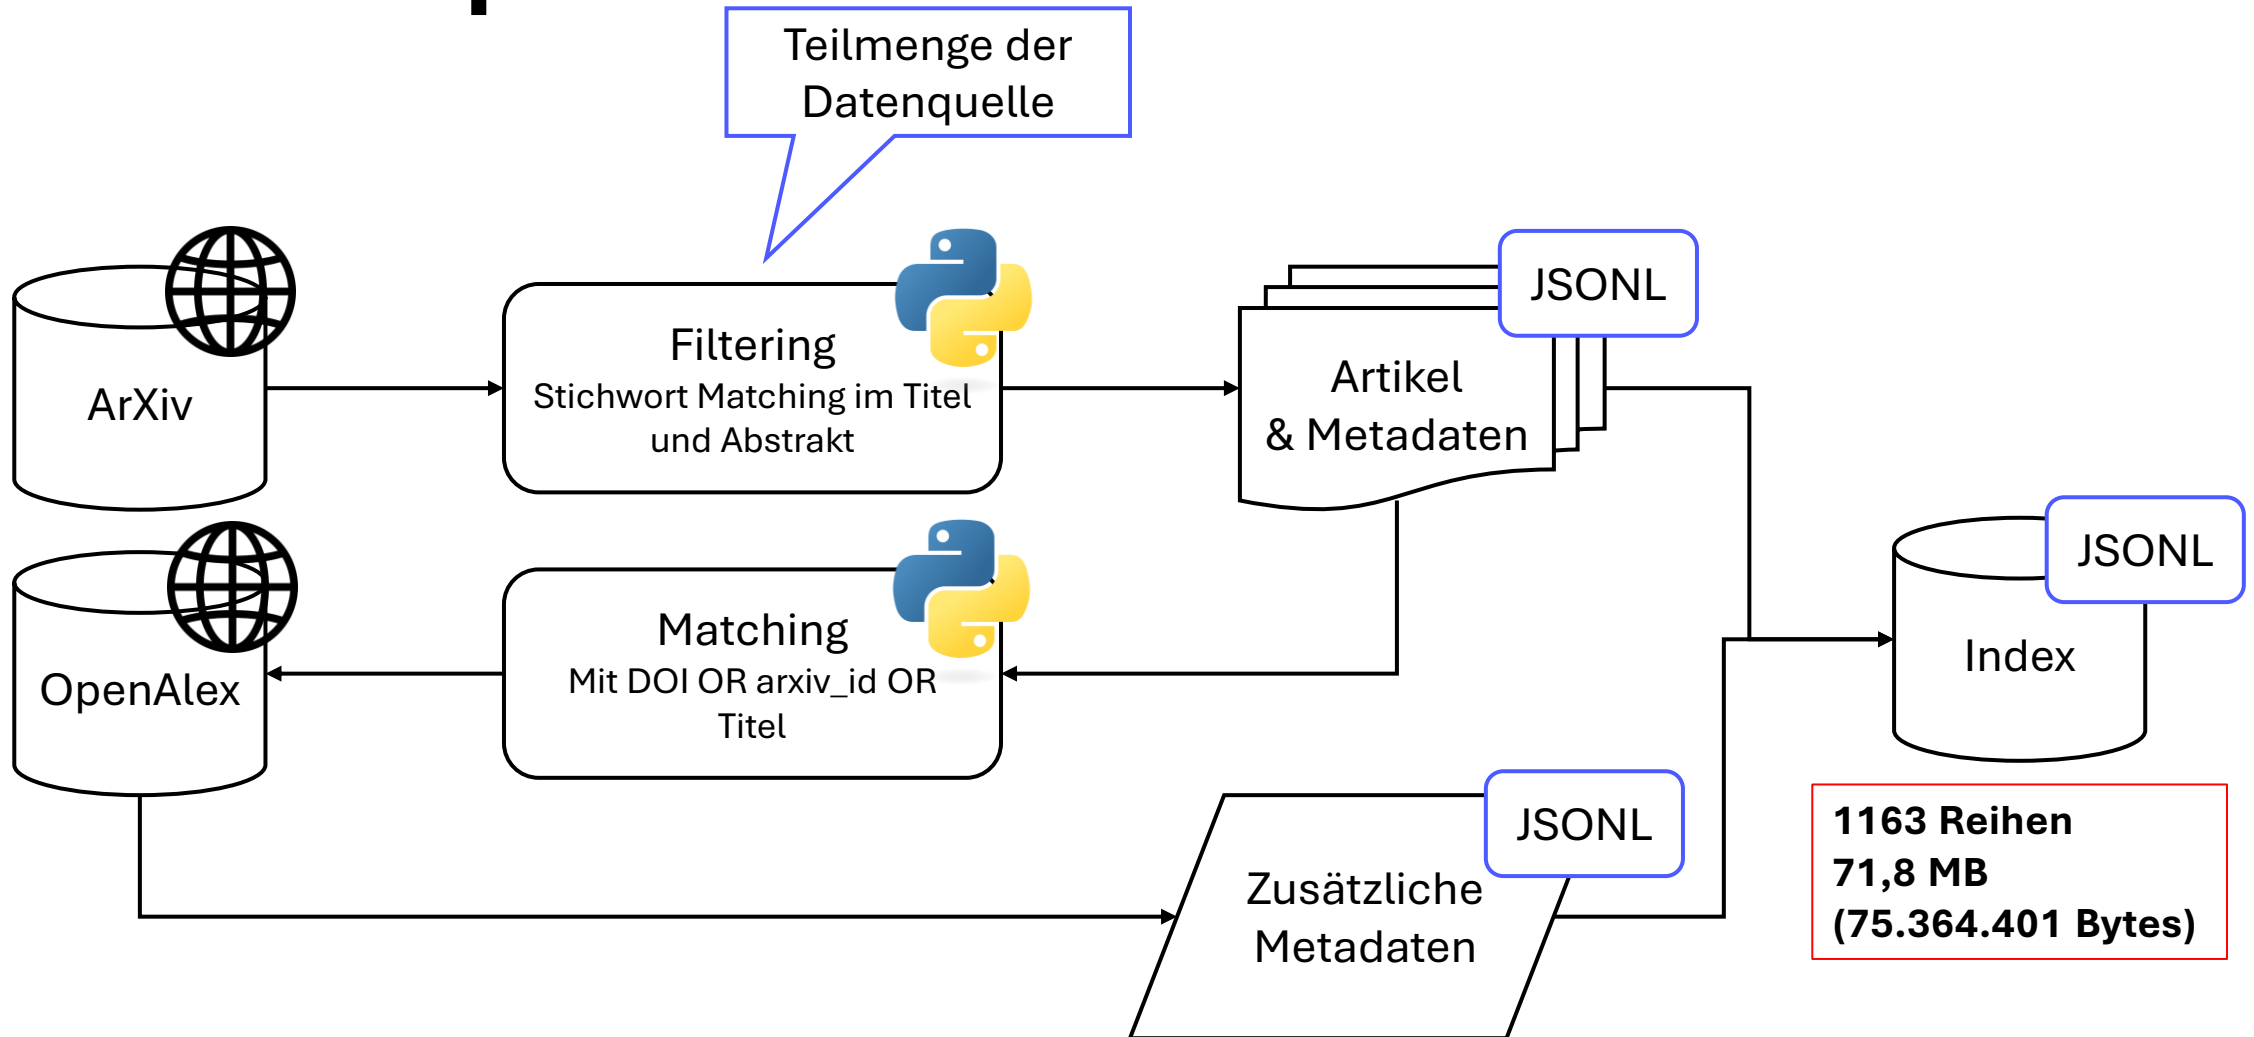 Teilmenge der
Datenquelle
ArXiv
Filtering
Stichwort Matching im Titel
und Abstrakt
JSONL
Artikel
& Metadaten
OpenAlex
Matching
Mit DOI OR arxiv_id OR
Titel
JSONL
Index
JSONL
Zusätzliche
Metadaten
1163 Reihen
71,8 MB
(75.364.401 Bytes)